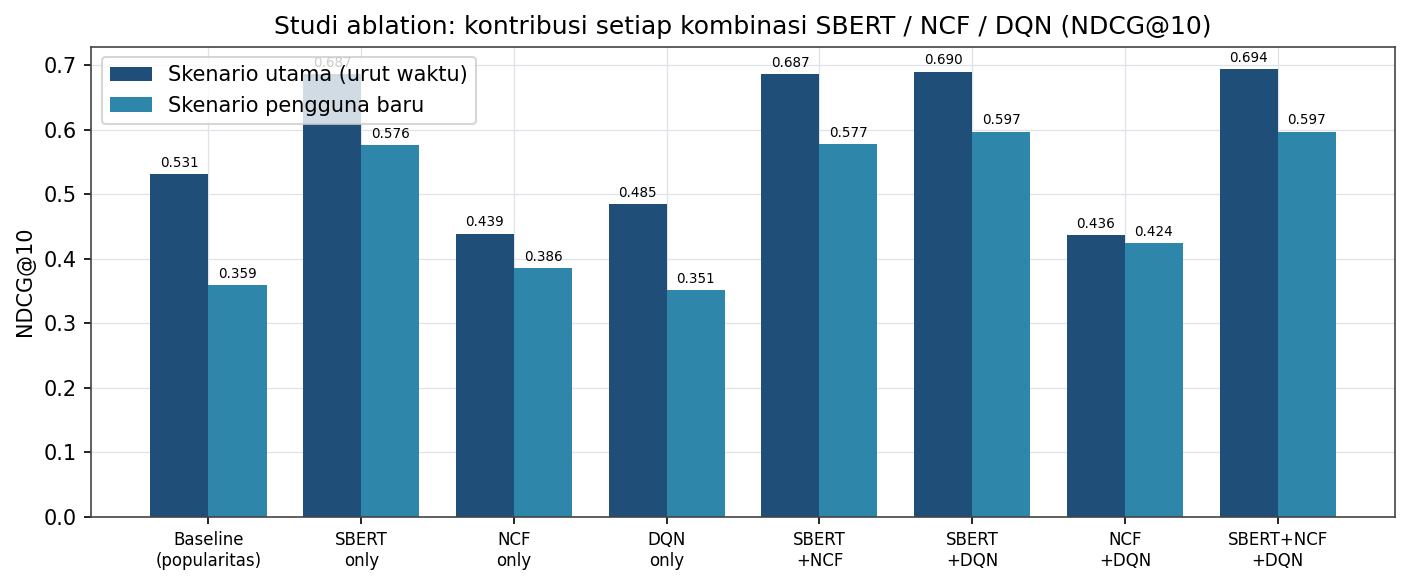 Studi ablation: kontribusi setiap kombinasi SBERT / NCF / DQN (NDCG@10)
Skenario utama (urut waktu)
Skenario pengguna baru
NDCG@10
0.7
0.6
0.5
0.4
0.3
0.2
0.1
0.0
0.531
0.359
0.687
0.576
0.439
0.386
0.485
0.351
0.687
0.577
0.690
0.597
0.436
0.424
0.694
0.597
Baseline
(popularitas)
SBERT
only
NCF
only
DQN
only
SBERT
+NCF
SBERT
+DQN
NCF
+DQN
SBERT+NCF
+DQN